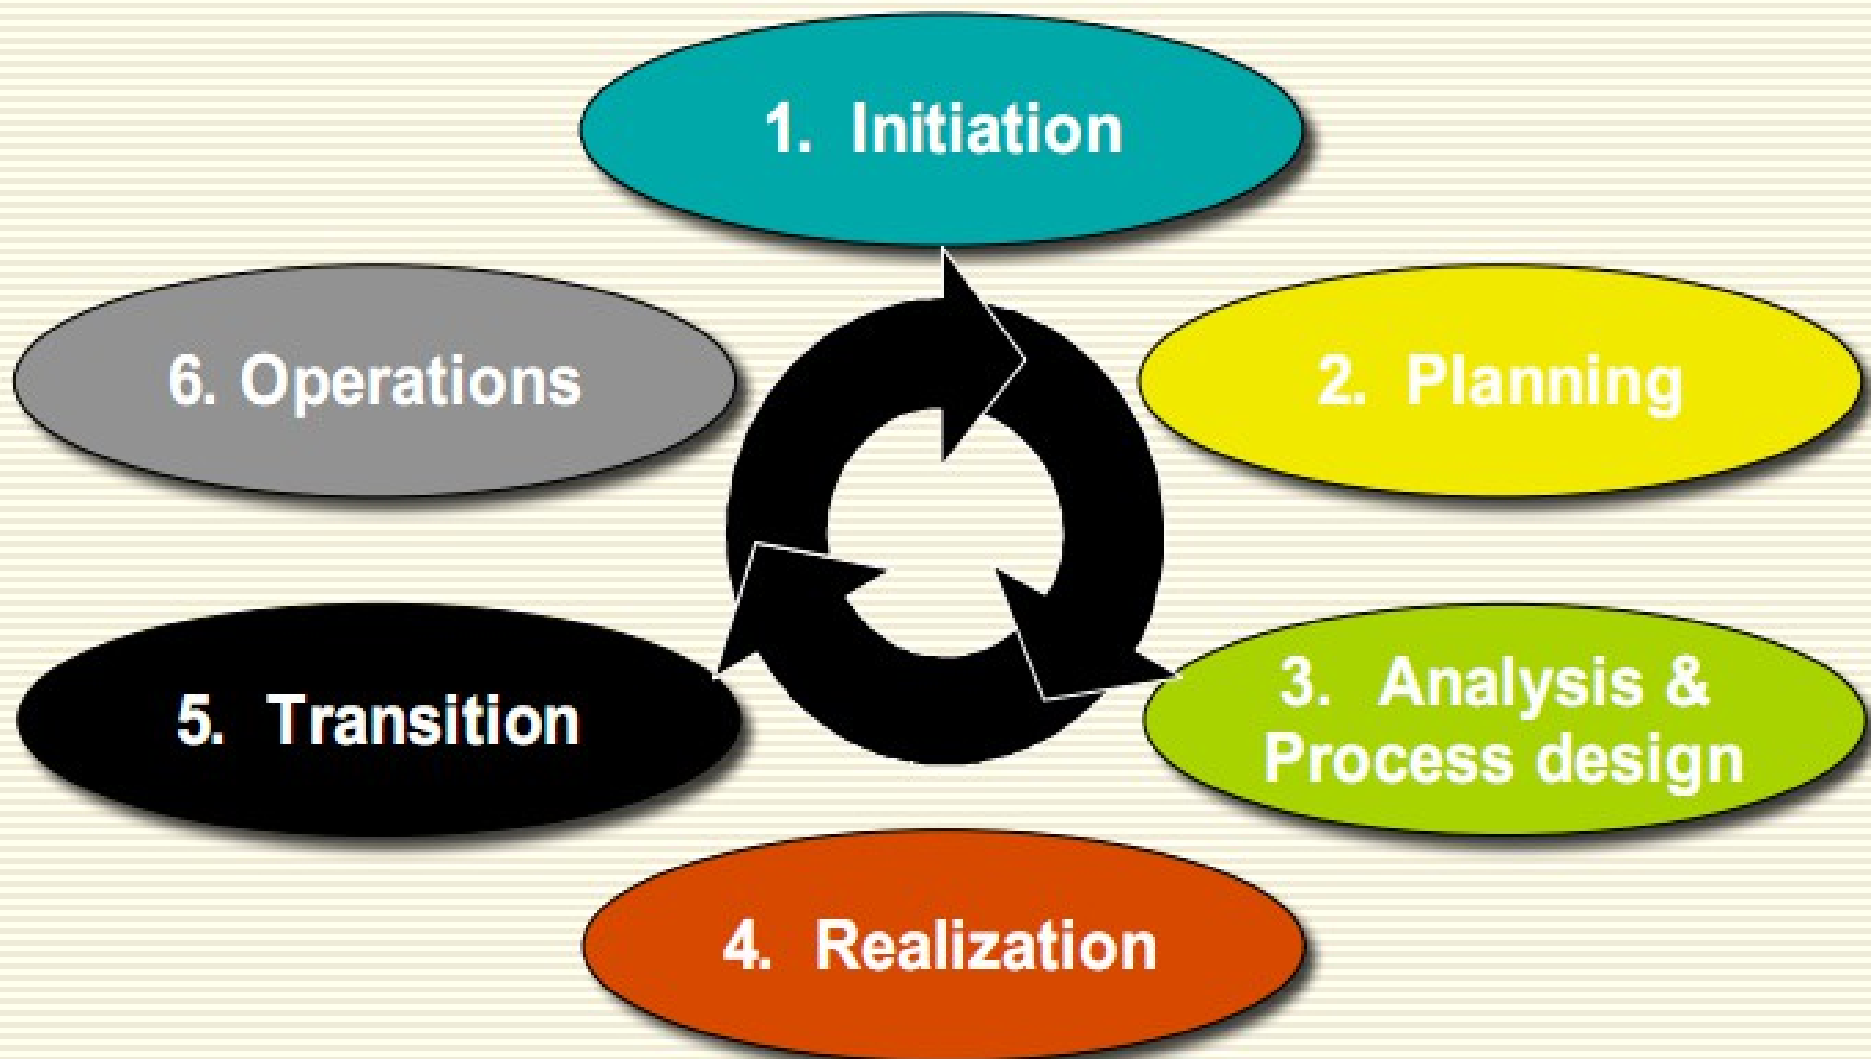 1. Initiation
2. Planning
3. Analysis &
Process design
4. Realization
5. Transition
6. Operations